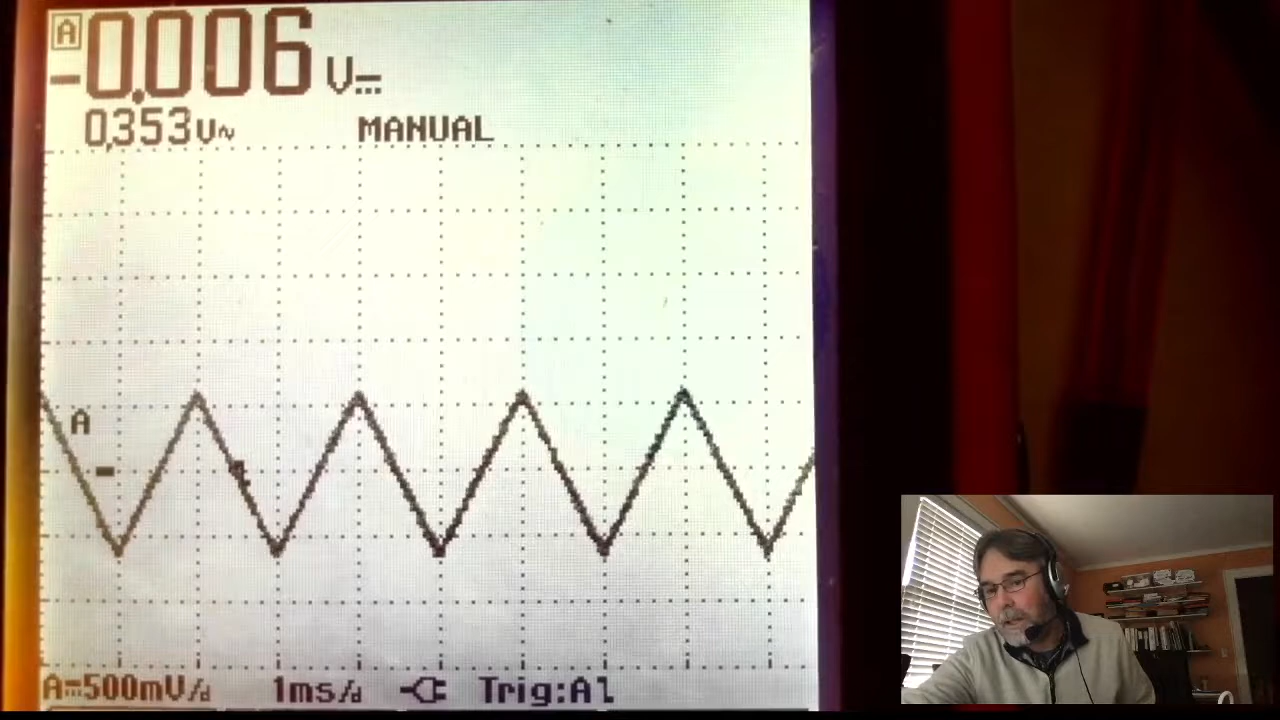 A
-0.006 V
0.353 V~ MANUAL
A
A 500mV/d 1ms/d Trig:A